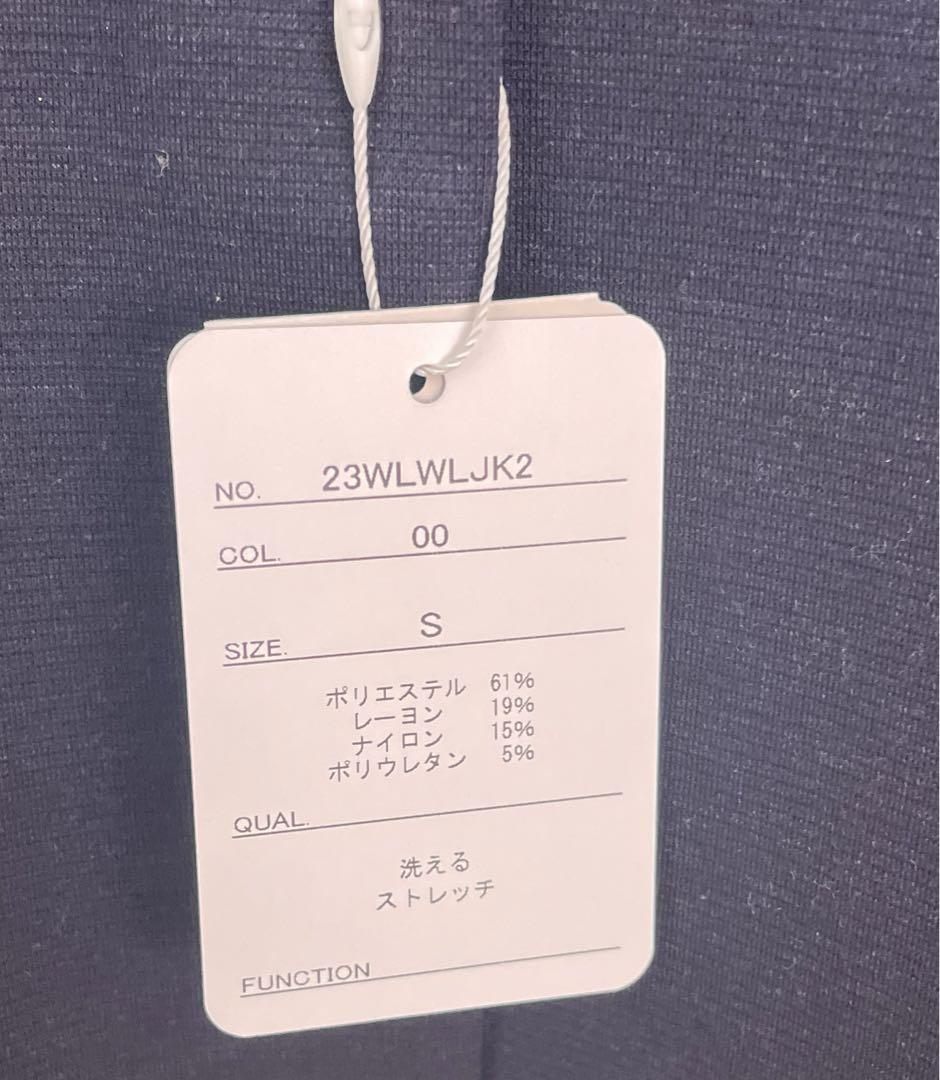 NO. 23WLWLJK2
COL. 00
SIZE. S
ポリエステル 61%
レーヨン 19%
ナイロン 15%
ポリウレタン 5%
QUAL.
洗える
ストレッチ
FUNCTION